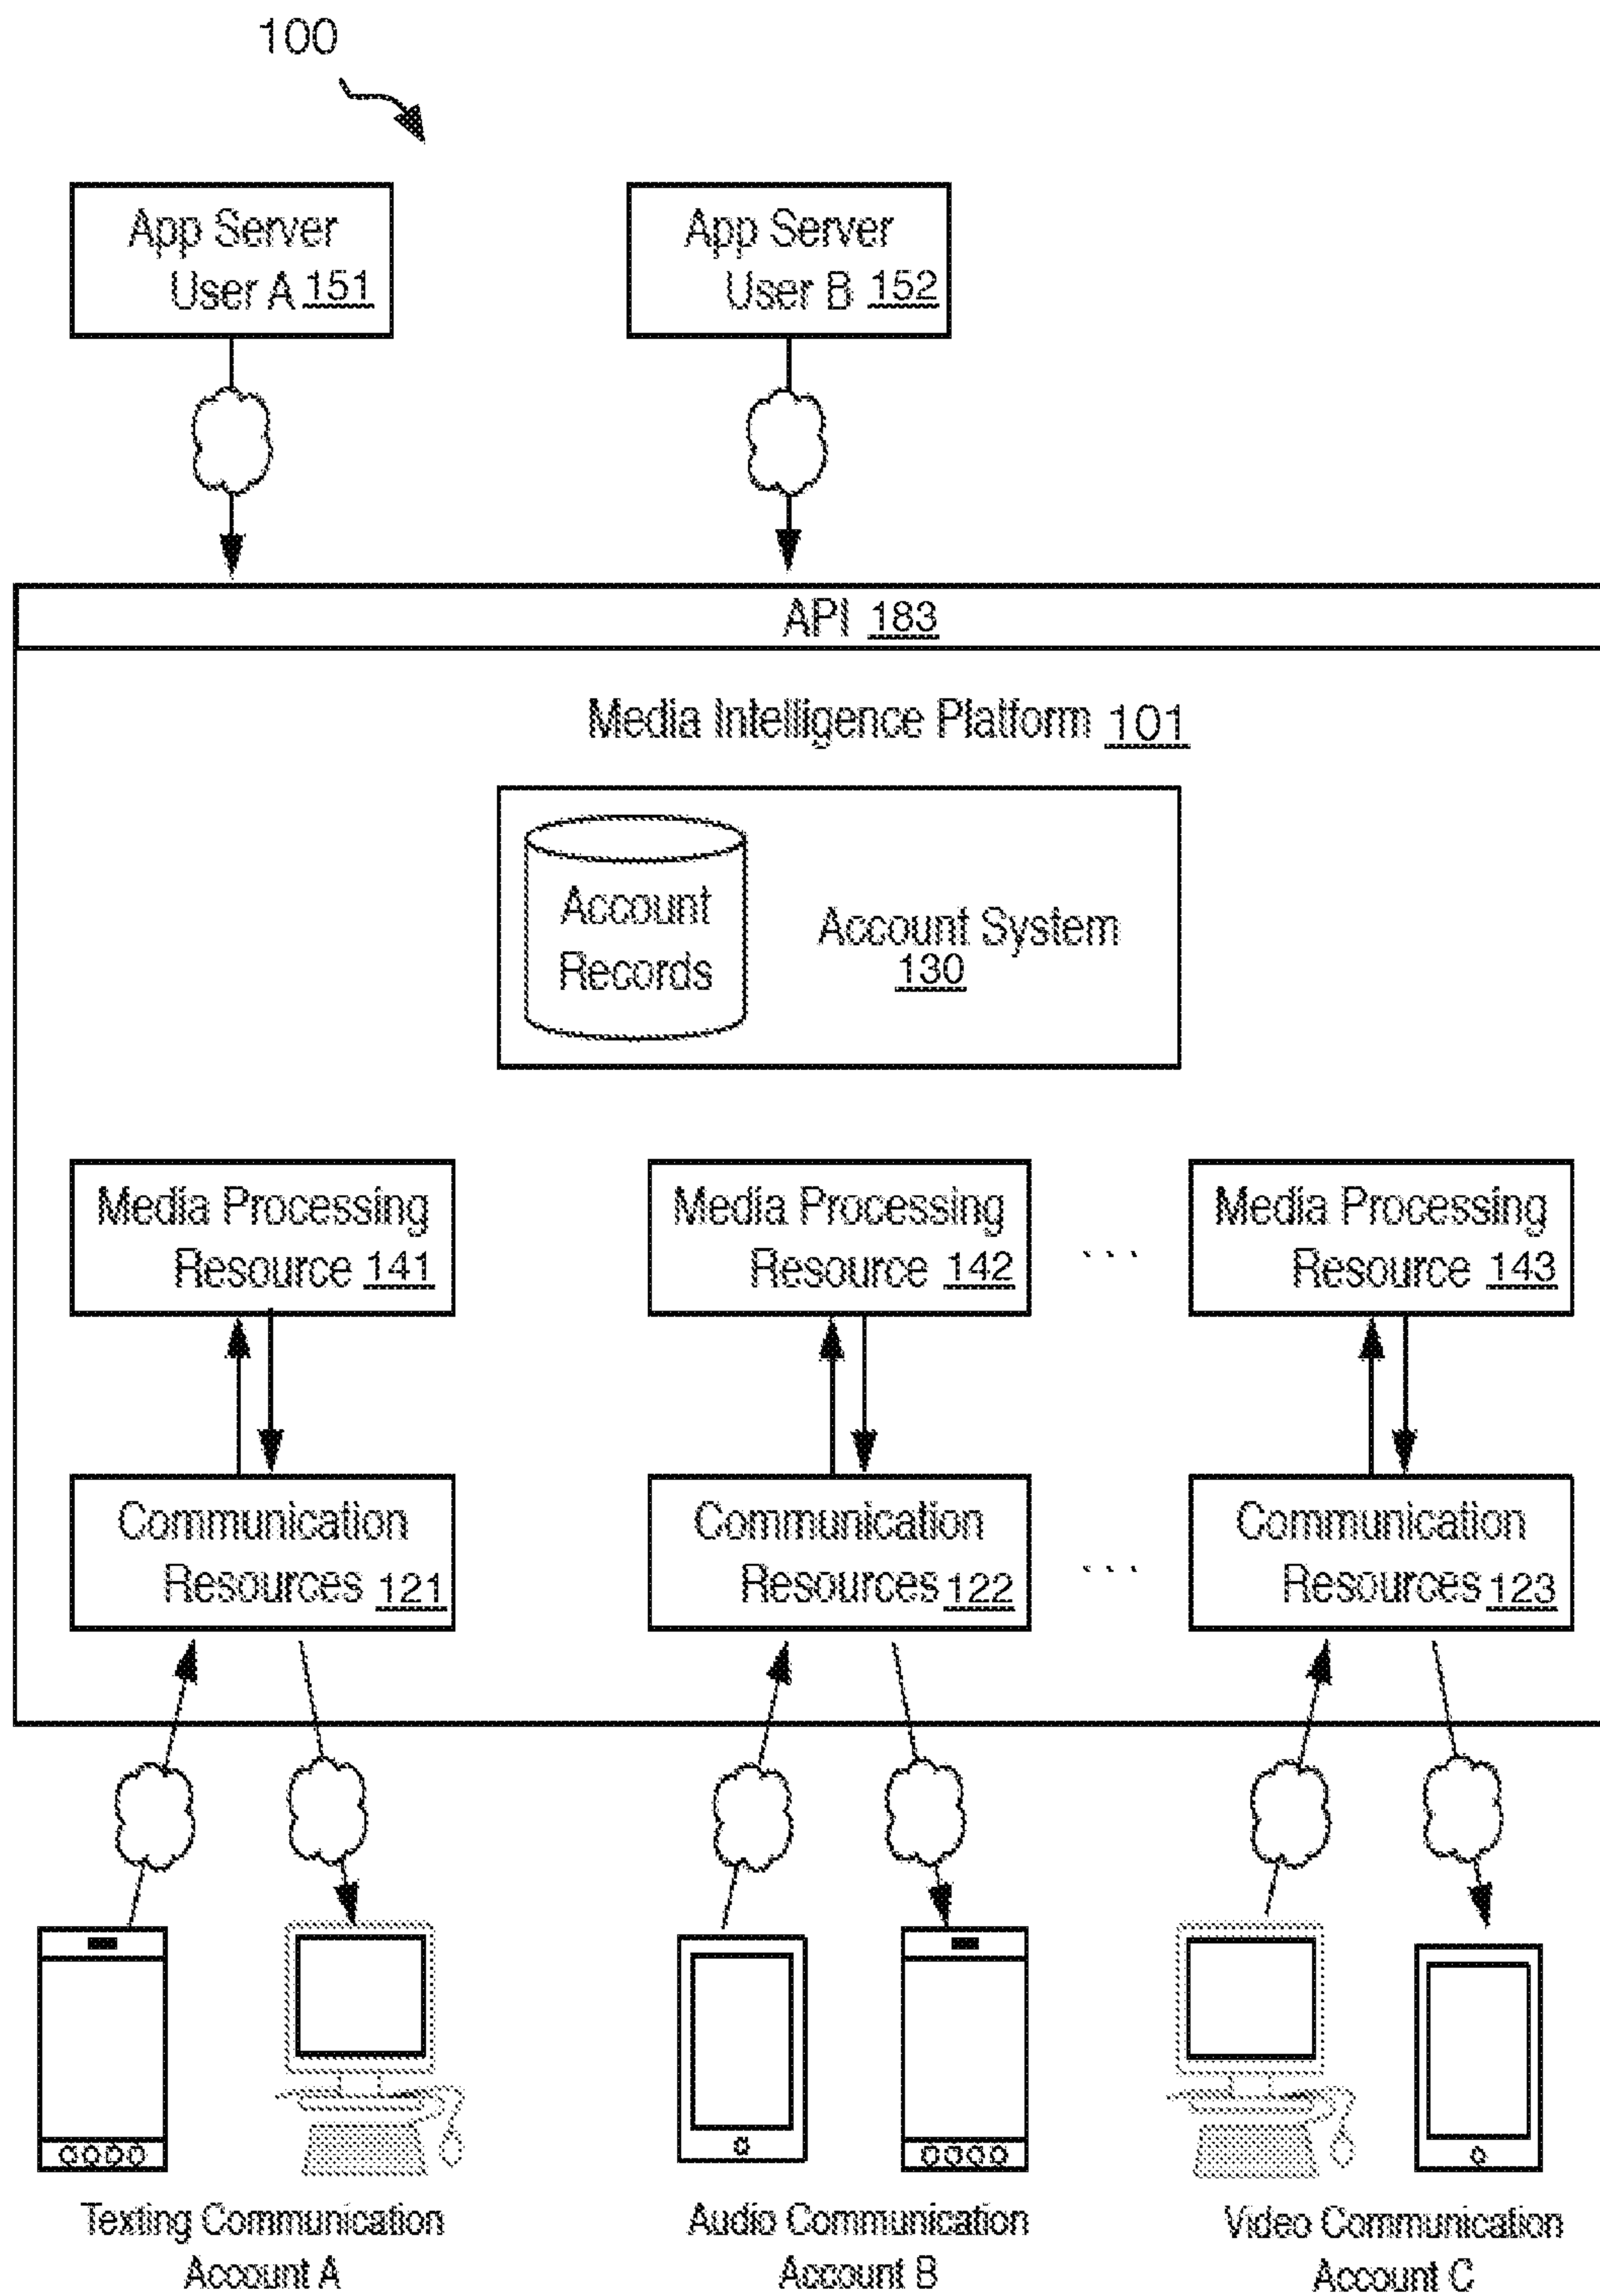 100
App Server
User A 151
App Server
User B 152
API 183
Media Intelligence Platform 101
Account
Records
Account System
130
Media Processing
Resource 141
Media Processing
Resource 142
...
Media Processing
Resource 143
Communication
Resources 121
Communication
Resources 122
...
Communication
Resources 123
Texting Communication
Account A
Audio Communication
Account B
Video Communication
Account C